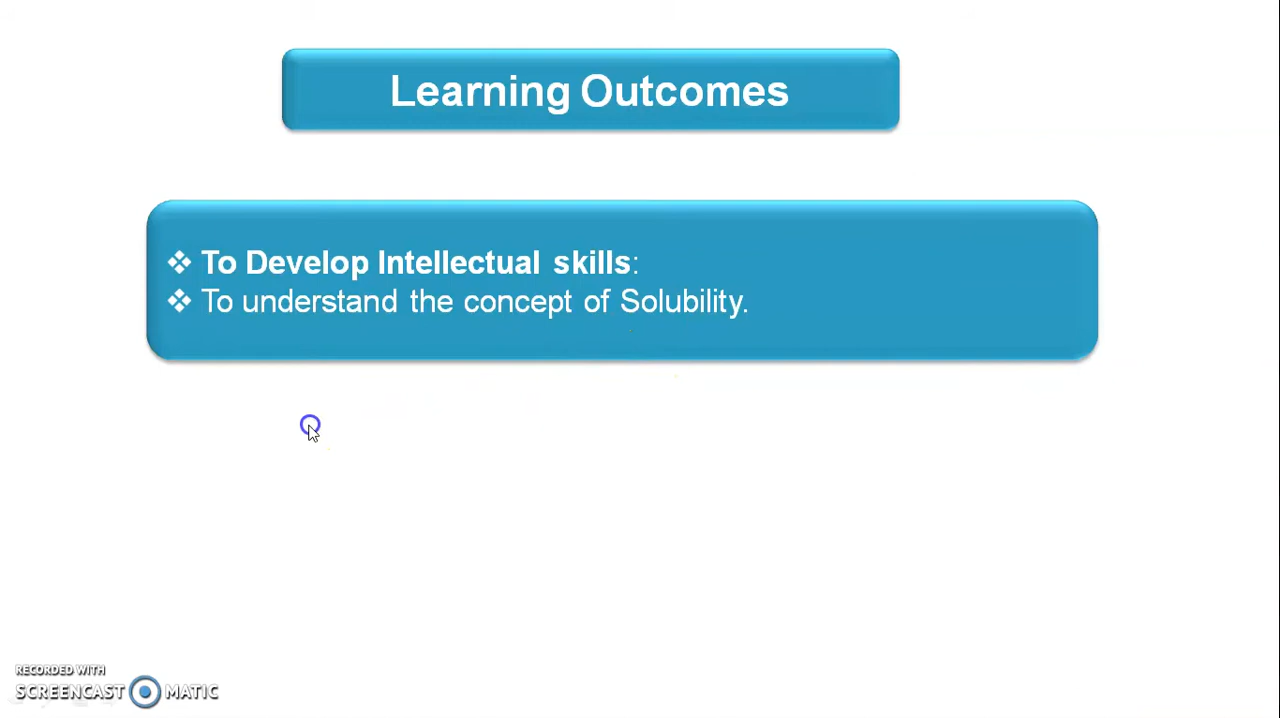 Learning Outcomes
❖ To Develop Intellectual skills:
❖ To understand the concept of Solubility.
RECORDED WITH
SCREENCAST MATIC